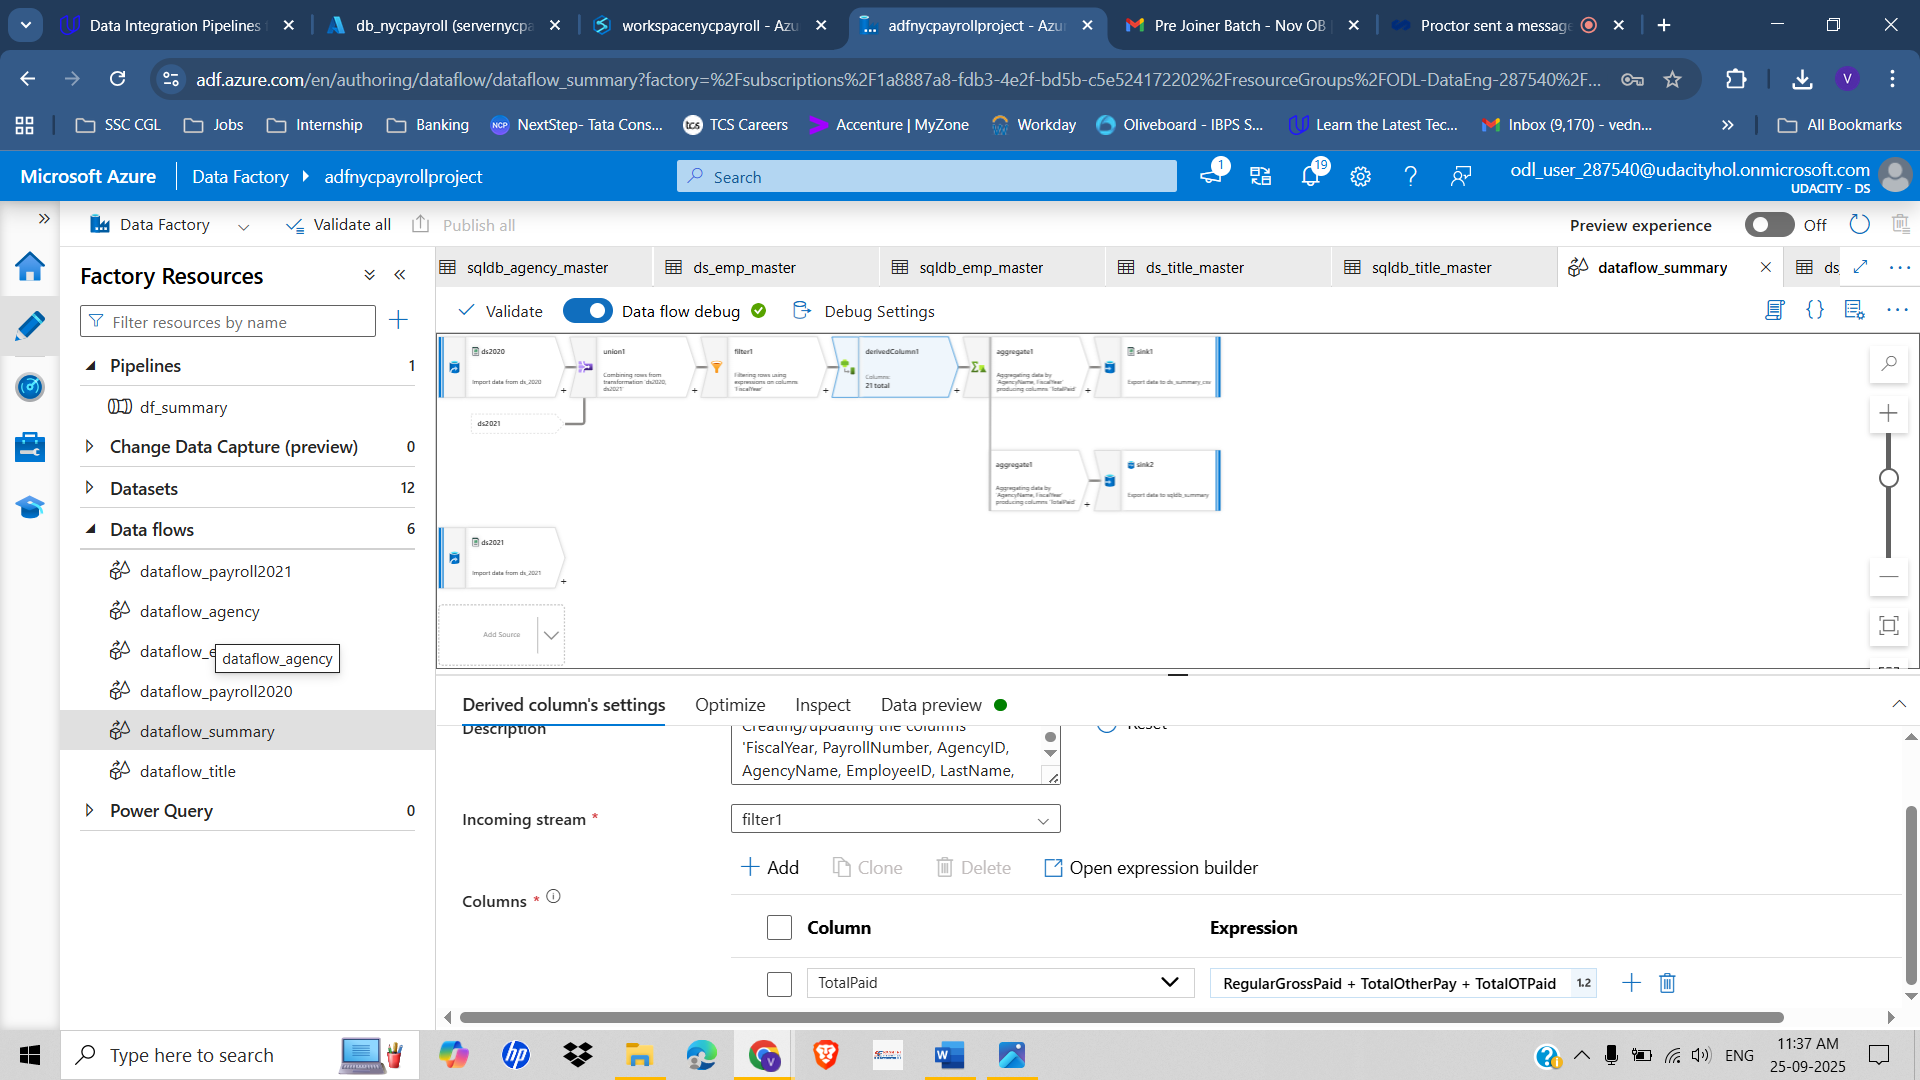 Data Integration Pipelines f
db_nycpayroll (servernycpa
workspacenycpayroll - Azu
adfnycpayrollproject - Azu
Pre Joiner Batch - Nov OB
Proctor sent a message
adf.azure.com/en/authoring/dataflow/dataflow_summary?factory=%2Fsubscriptions%2F1a8887a8-fdb3-4e2f-bd5b-c5e524172202%2FresourceGroups%2FODL-DataEng-287540%2F...
V
SSC CGL
Jobs
Internship
Banking
NextStep- Tata Cons...
TCS Careers
Accenture | MyZone
Workday
Oliveboard - IBPS S...
Learn the Latest Tec...
Inbox (9,170) - vedn...
All Bookmarks
Microsoft Azure
Data Factory
adfnycpayrollproject
Search
1
19
odl_user_287540@udacityhol.onmicrosoft.com
UDACITY - DS
Data Factory
Validate all
Publish all
Preview experience
Off
Factory Resources
Filter resources by name
Pipelines 1
df_summary
Change Data Capture (preview) 0
Datasets 12
Data flows 6
dataflow_payroll2021
dataflow_agency
dataflow_e
dataflow_agency
dataflow_payroll2020
dataflow_summary
dataflow_title
Power Query 0
sqldb_agency_master
ds_emp_master
sqldb_emp_master
ds_title_master
sqldb_title_master
dataflow_summary
ds
Validate
Data flow debug
Debug Settings
ds2020
Import data from ds_2020
union1
Combining rows from
transformation 'ds2020,
ds2021'
filter1
Filtering rows using
expressions on columns
'FiscalYear'
derivedColumn1
Columns:
21 total
aggregate1
Aggregating data by
'AgencyName, FiscalYear'
producing columns 'TotalPaid'
sink1
Export data to ds_summary_csv
ds2021
aggregate1
Aggregating data by
'AgencyName, FiscalYear'
producing columns 'TotalPaid'
sink2
Export data to sqldb_summary
ds2021
Import data from ds_2021
Add Source
Derived column's settings
Optimize
Inspect
Data preview
Description
Creating/updating the columns
'FiscalYear, PayrollNumber, AgencyID,
AgencyName, EmployeeID, LastName,
Reset
Incoming stream *
filter1
Add
Clone
Delete
Open expression builder
Columns *
Column
Expression
TotalPaid
RegularGrossPaid + TotalOtherPay + TotalOTPaid
1.2
Type here to search
ENG
11:37 AM
25-09-2025